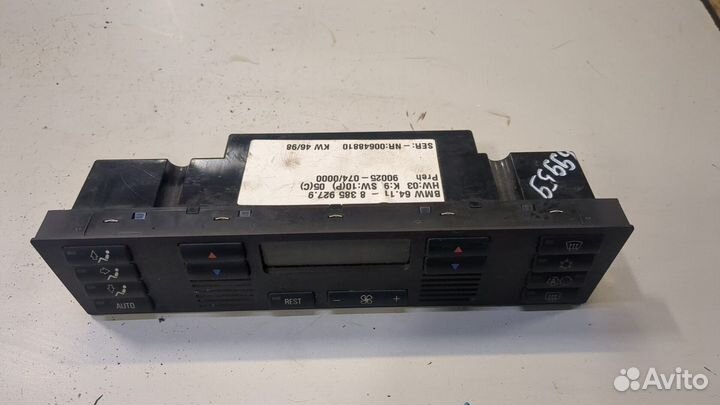 BMW 64.11 - 8 385 927.9
HW:03 K:9 SW:10(P) 05(C)
Preh 90025-074/0000
SER:- NR:00648810 KW 46/98
59959
AUTO
REST
- +
A
Avito